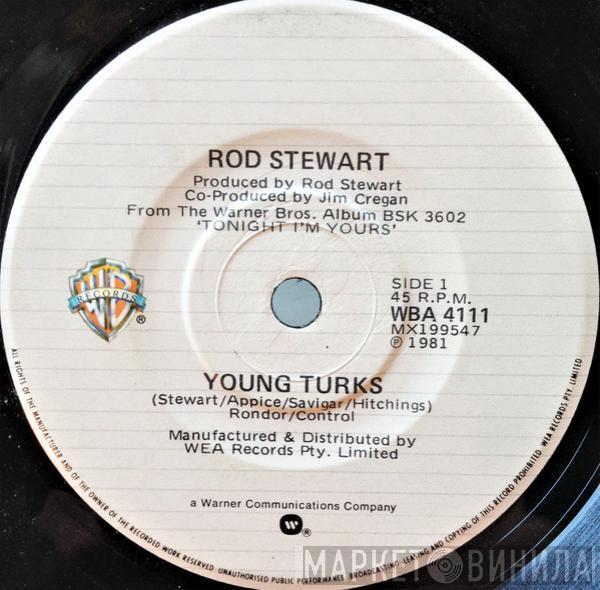 ROD STEWART
Produced by Rod Stewart
Co-Produced by Jim Cregan
From The Warner Bros. Album BSK 3602
'TONIGHT I'M YOURS'
WB
RECORDS
®
SIDE 1
45 R.P.M.
WBA 4111
MX199547
℗ 1981
YOUNG TURKS
(Stewart/Appice/Savigar/Hitchings)
Rondor/Control
Manufactured & Distributed by
WEA Records Pty. Limited
a Warner Communications Company
®
ALL RIGHTS OF THE MANUFACTURER AND OF THE OWNER OF THE RECORDED WORK RESERVED. UNAUTHORISED PUBLIC PERFORMANCE, BROADCASTING, LEASING AND COPYING OF THIS RECORD PROHIBITED. WEA RECORDS PTY. LIMITED
МАРКЕТ ВИНИЛА